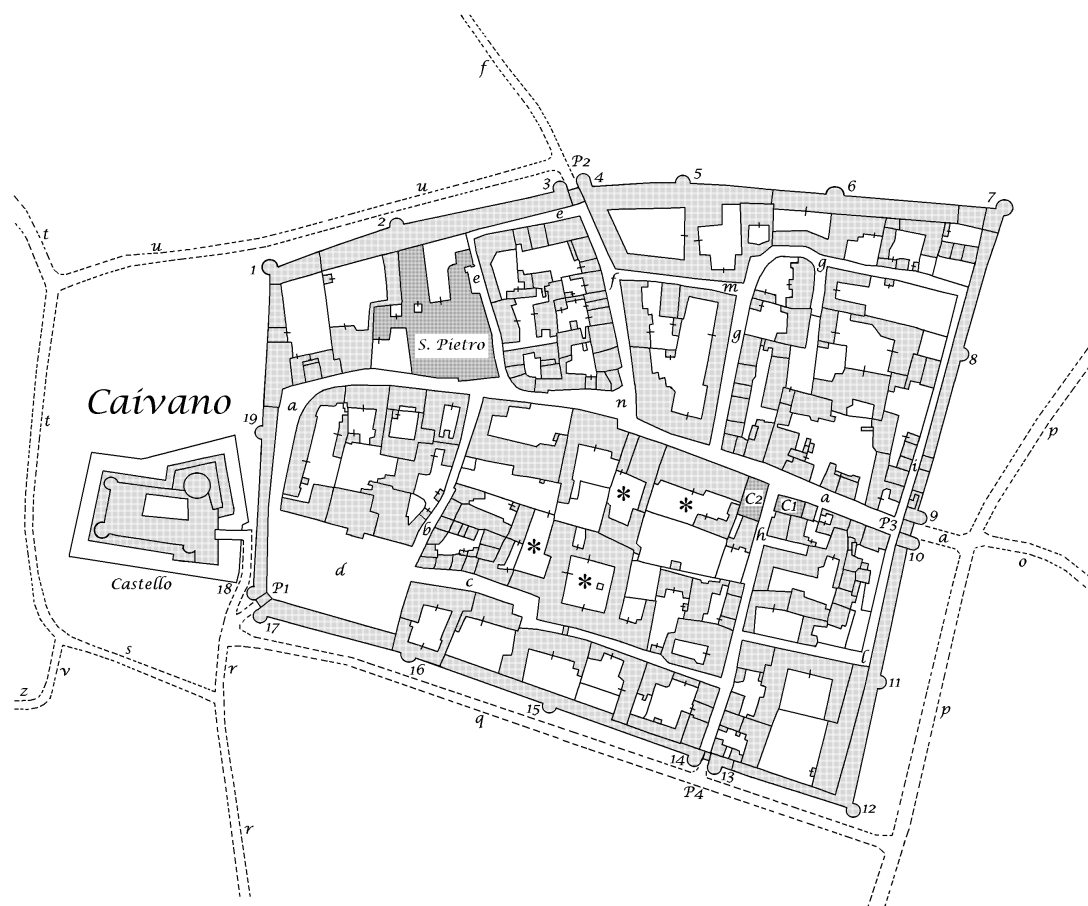 f
P2
3
4
5
6
7
u
2
e
t
u
1
e
f
m
g
g
S. Pietro
8
Caivano
a
n
p
19
t
i
*
*
C2
C1
a
P3
9
b
h
a
10
*
o
Castello
d
c
*
18
P1
17
l
s
r
16
11
v
z
q
15
p
14
13
P4
12
r